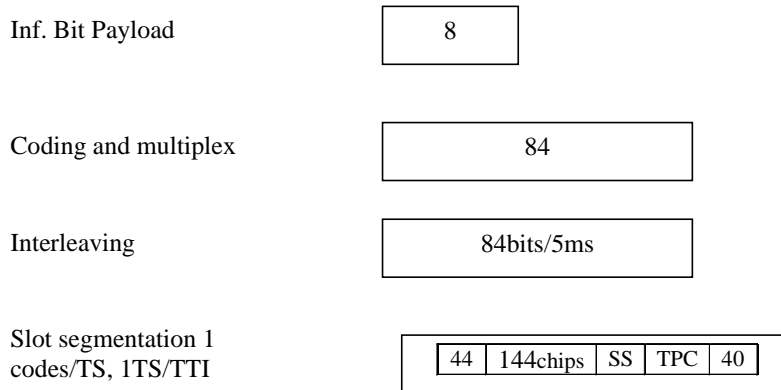 Inf. Bit Payload 8
Coding and multiplex 84
Interleaving 84bits/5ms
Slot segmentation 1
codes/TS, 1TS/TTI
44 144chips SS TPC 40